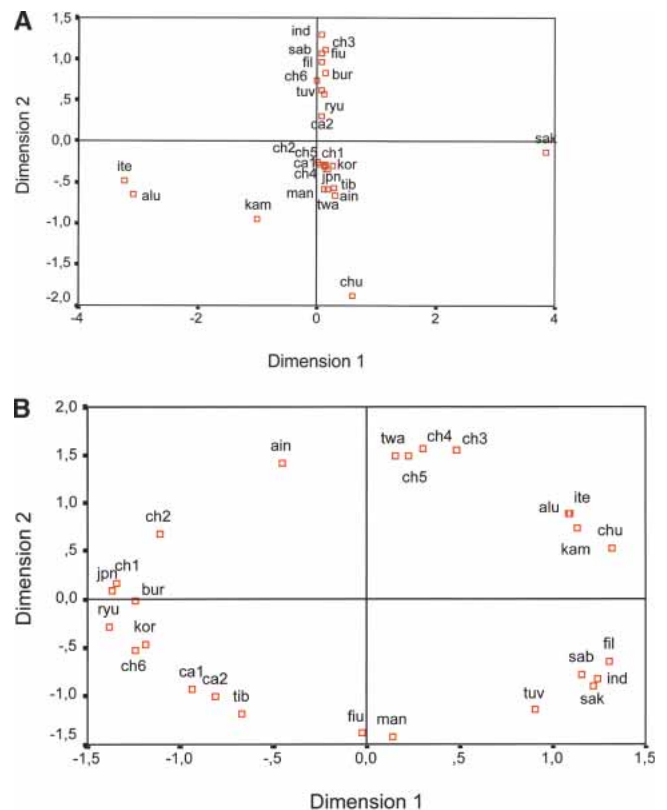 A
1,5
1,0
,5
0,0
-,5
-1,0
-1,5
-2,0
Dimension 2
ind
ch3
sab
fiu
fil
bur
ch6
tuv
ryu
ca2
sak
ch2
ch5
ch1
ca1
kor
ch4
jpn
man
tib
twa
ain
ite
alu
kam
chu
-4
-2
0
2
4
Dimension 1
B
2,0
1,5
1,0
,5
0,0
-,5
-1,0
-1,5
Dimension 2
ain
twa
ch4
ch3
ch5
ch2
alu
ite
chu
kam
jpn
ch1
bur
ryu
kor
ch6
ca1
ca2
tib
fiu
man
tuv
sab
fil
ind
sak
-1,5
-1,0
-,5
0,0
,5
1,0
1,5
Dimension 1